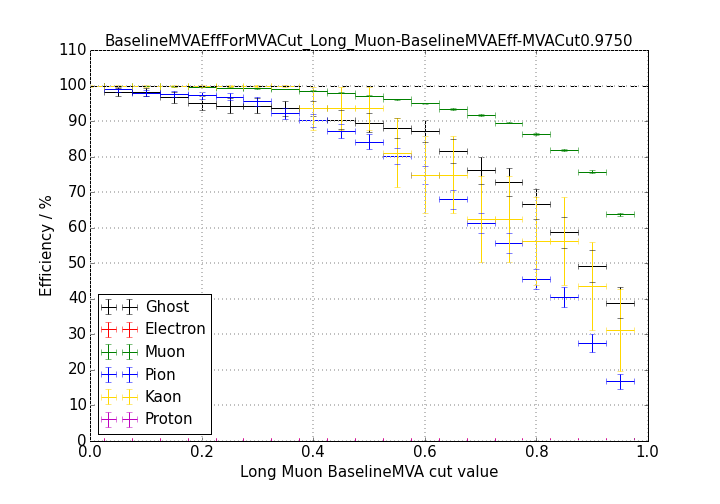 BaselineMVAEffForMVACut_Long_Muon-BaselineMVAEff-MVACut0.9750
110
100
90
80
70
60
50
40
30
20
10
0
Efficiency / %
Ghost
Electron
Muon
Pion
Kaon
Proton
0.0 0.2 0.4 0.6 0.8 1.0
Long Muon BaselineMVA cut value